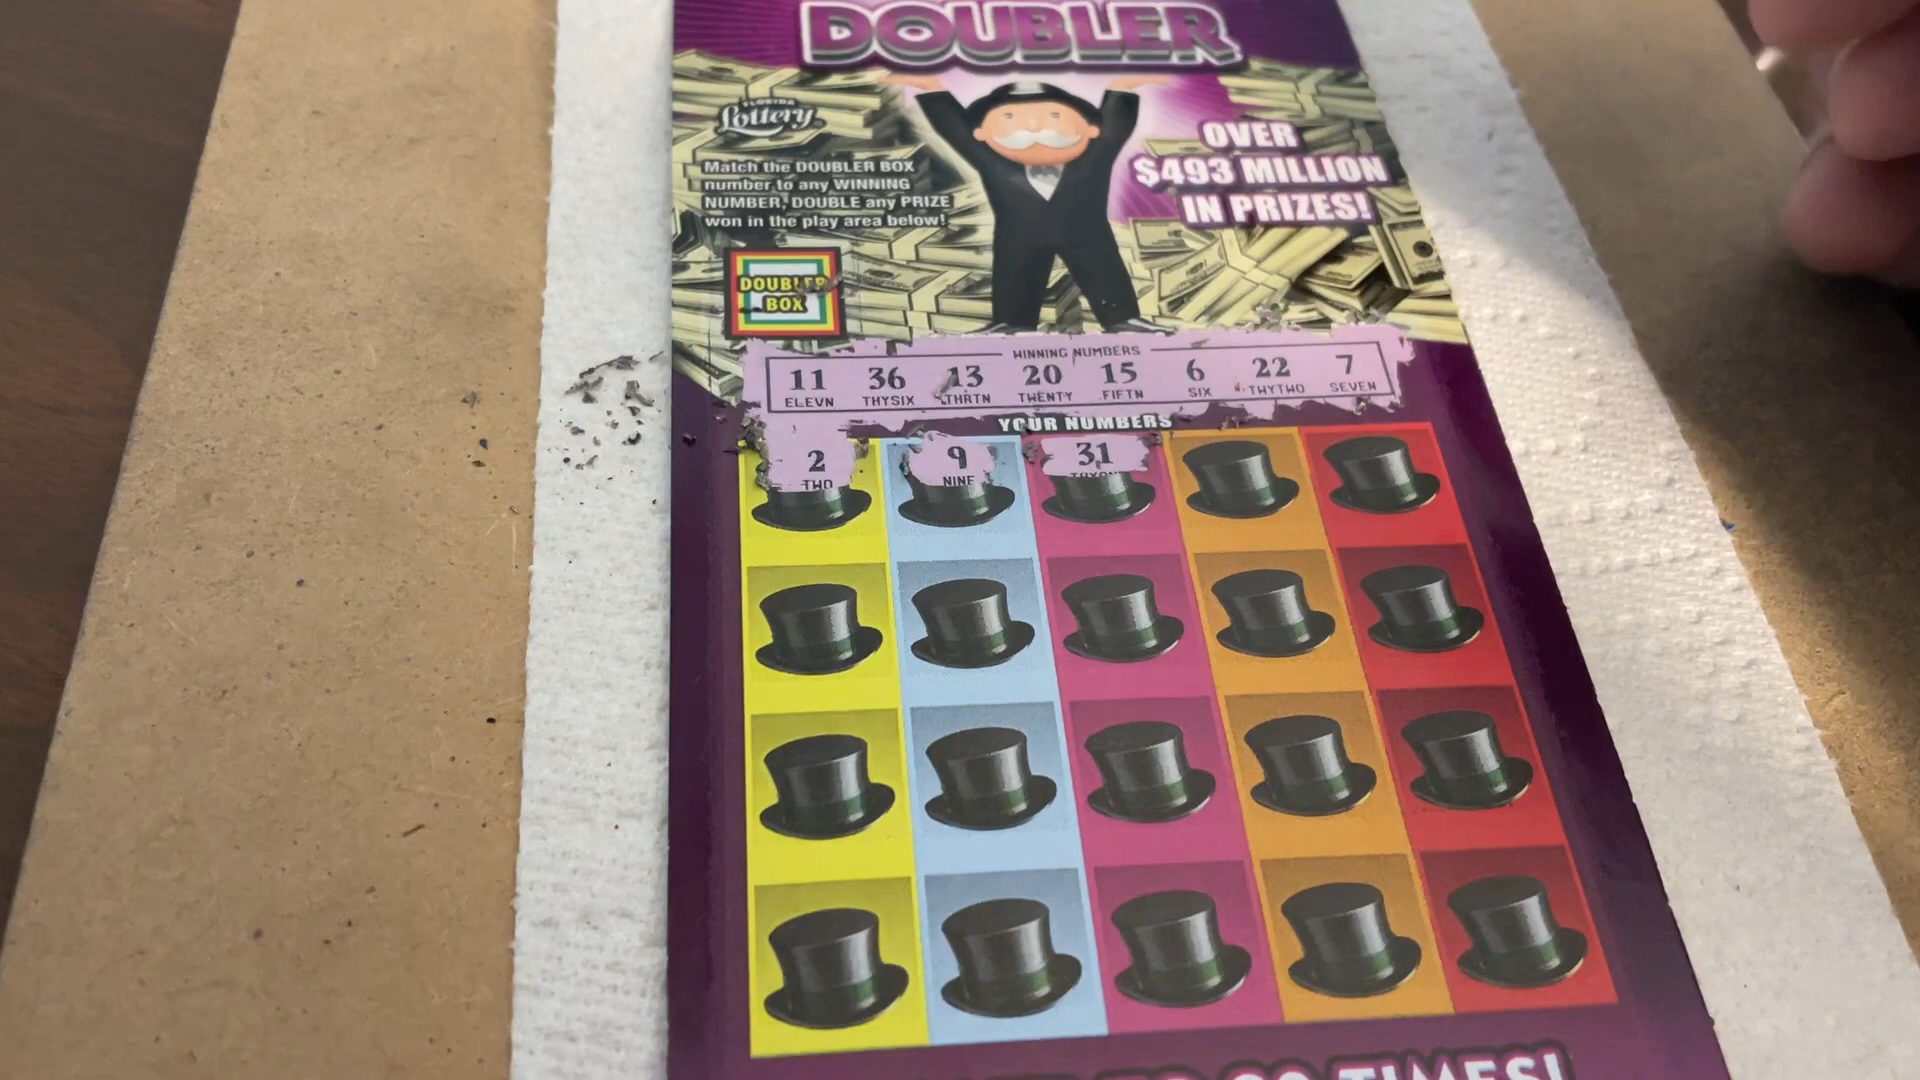 DOUBLER
FLORIDA
Lottery
Match the DOUBLER BOX
number to any WINNING
NUMBER, DOUBLE any PRIZE
won in the play area below!
OVER
$493 MILLION
IN PRIZES!
DOUBLER
BOX
WINNING NUMBERS
11 36 13 20 15 6 22 7
ELEVN THYSIX THRTN TWENTY FIFTN SIX TWYTWO SEVEN
YOUR NUMBERS
2 9 31
TWO NINE
TIMES!